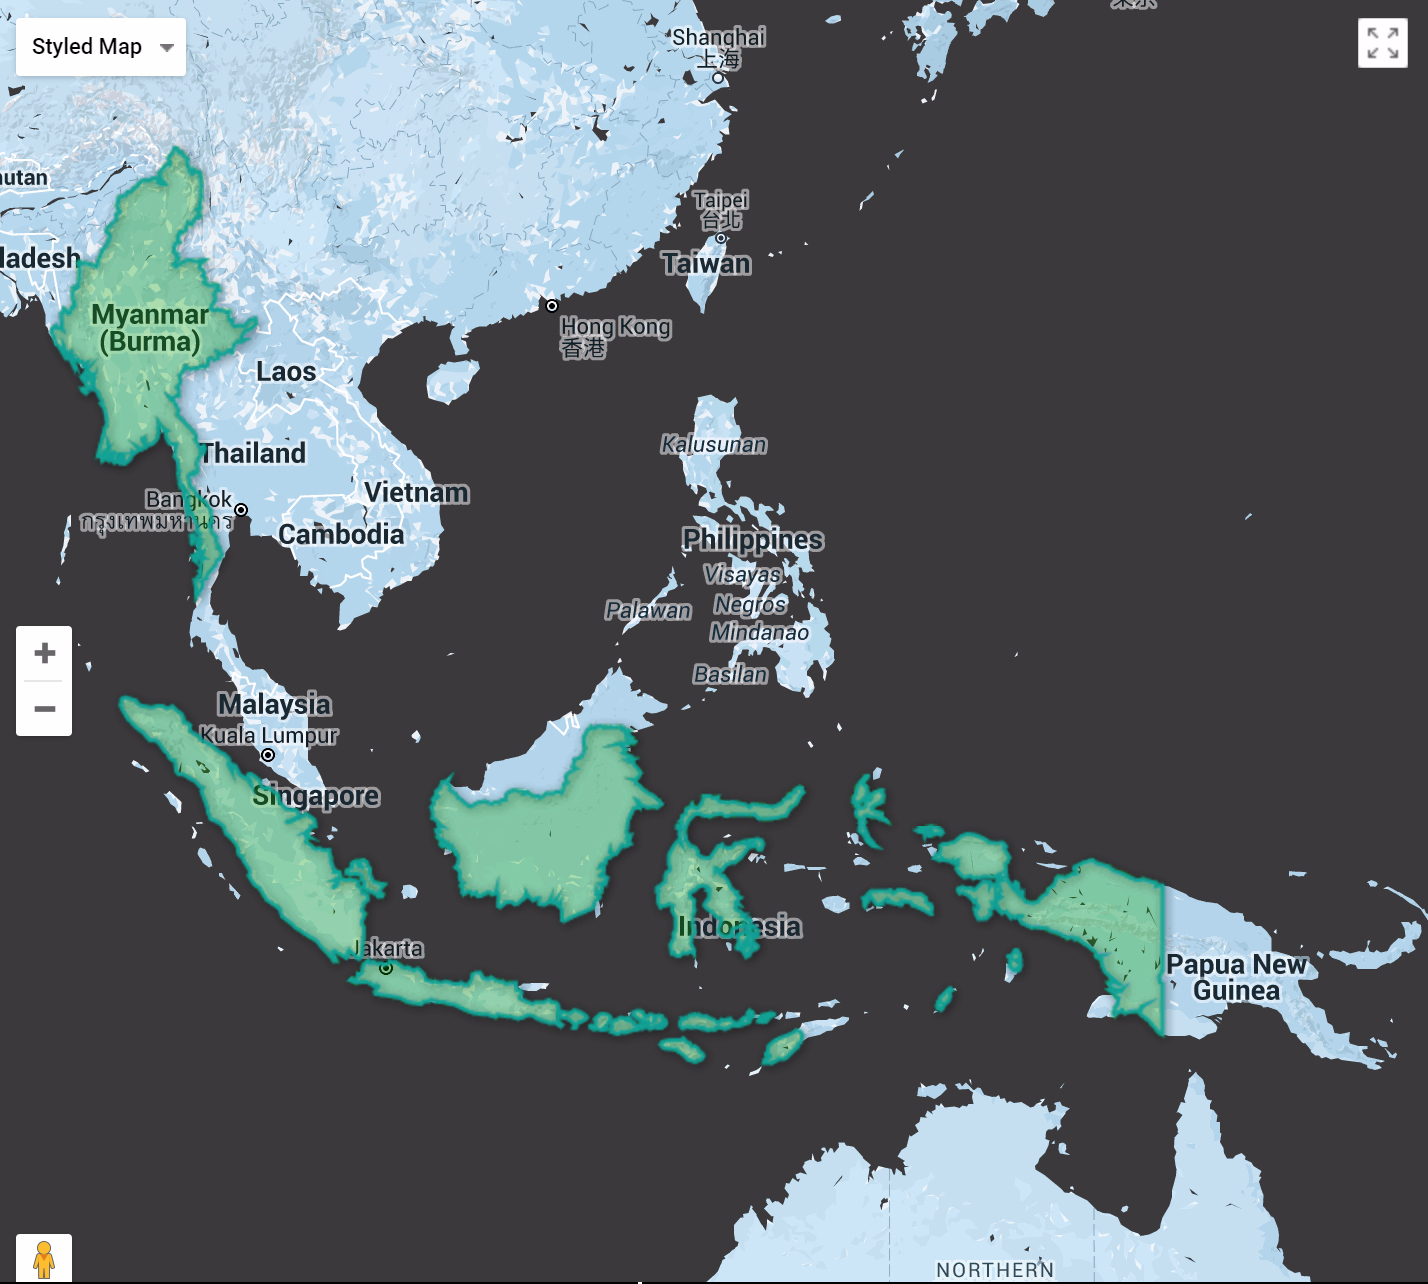 Styled Map
Shanghai
上海
utan
Taipei
台北
ladesh
Taiwan
Myanmar
(Burma)
Hong Kong
香港
Laos
Kalusunan
Thailand
Vietnam
Bangkok
กรุงเทพมหานคร
Cambodia
Philippines
Visayas
Negros
Palawan
Mindanao
Basilan
Malaysia
Kuala Lumpur
Singapore
Indonesia
Jakarta
Papua New
Guinea
NORTHERN